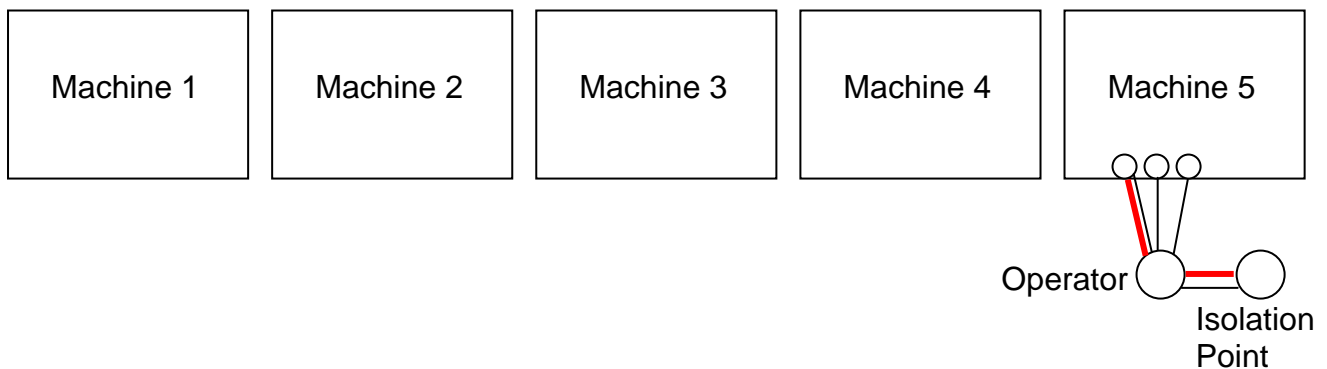 Machine 1
Machine 2
Machine 3
Machine 4
Machine 5
Operator
Isolation
Point